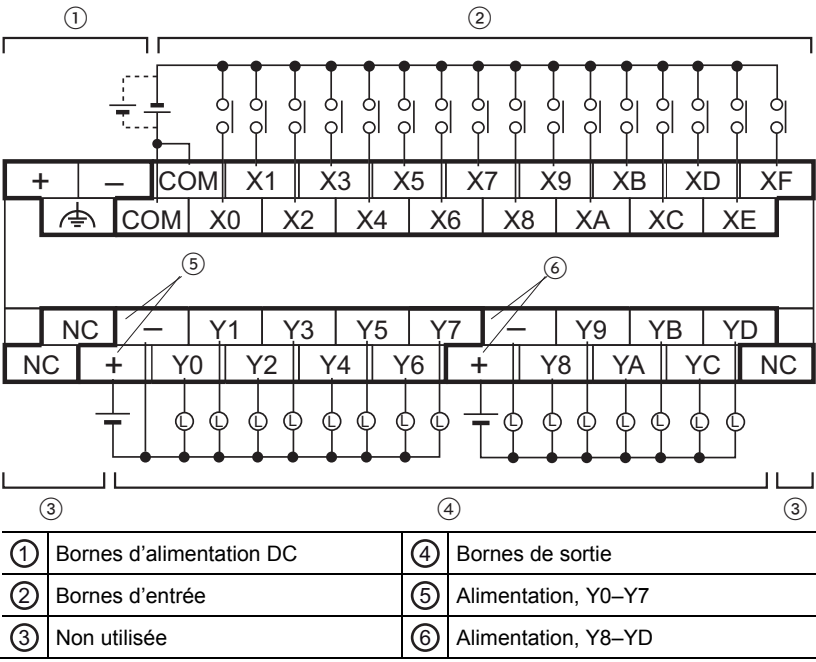 ① ②
+ – COM X1 X3 X5 X7 X9 XB XD XF
COM X0 X2 X4 X6 X8 XA XC XE
⑤ ⑥
NC – Y1 Y3 Y5 Y7 – Y9 YB YD
NC + Y0 Y2 Y4 Y6 + Y8 YA YC NC
L L L L L L L L L L L L L L L
③ ④ ③
① Bornes d’alimentation DC ④ Bornes de sortie
② Bornes d’entrée ⑤ Alimentation, Y0–Y7
③ Non utilisée ⑥ Alimentation, Y8–YD